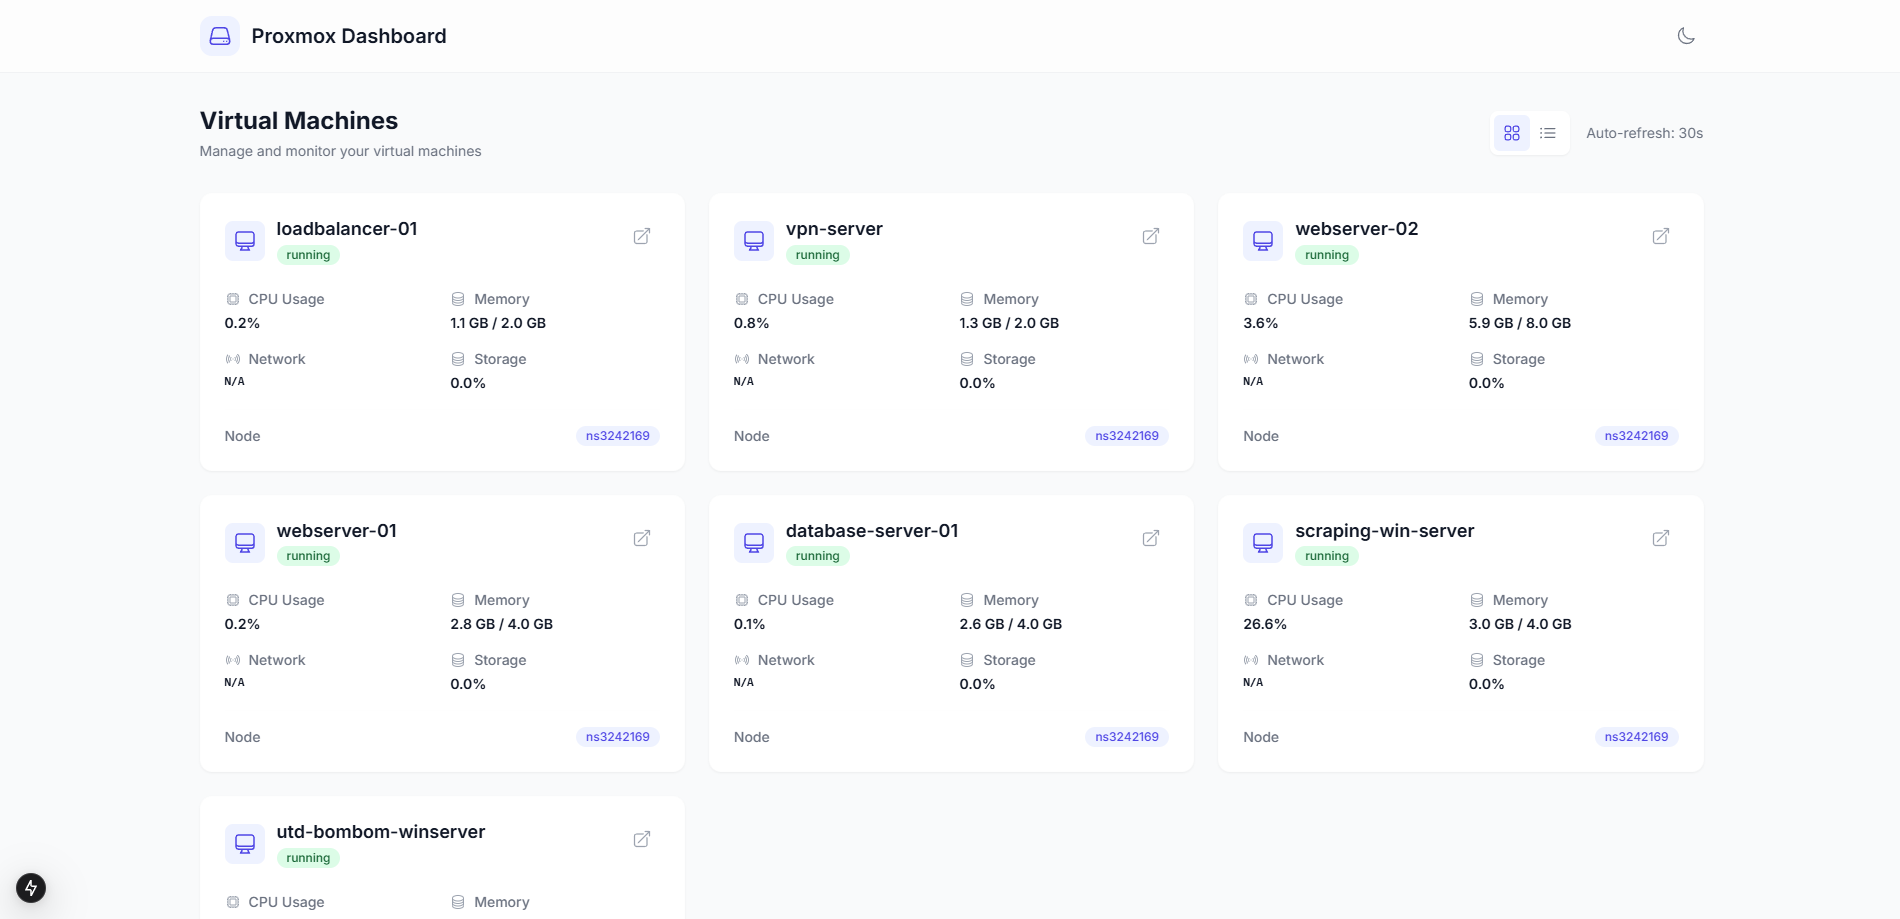 Proxmox Dashboard
Virtual Machines
Manage and monitor your virtual machines
Auto-refresh: 30s
loadbalancer-01
running
CPU Usage
0.2%
Memory
1.1 GB / 2.0 GB
Network
N/A
Storage
0.0%
Node
ns3242169
vpn-server
running
CPU Usage
0.8%
Memory
1.3 GB / 2.0 GB
Network
N/A
Storage
0.0%
Node
ns3242169
webserver-02
running
CPU Usage
3.6%
Memory
5.9 GB / 8.0 GB
Network
N/A
Storage
0.0%
Node
ns3242169
webserver-01
running
CPU Usage
0.2%
Memory
2.8 GB / 4.0 GB
Network
N/A
Storage
0.0%
Node
ns3242169
database-server-01
running
CPU Usage
0.1%
Memory
2.6 GB / 4.0 GB
Network
N/A
Storage
0.0%
Node
ns3242169
scraping-win-server
running
CPU Usage
26.6%
Memory
3.0 GB / 4.0 GB
Network
N/A
Storage
0.0%
Node
ns3242169
utd-bombom-winserver
running
CPU Usage
Memory